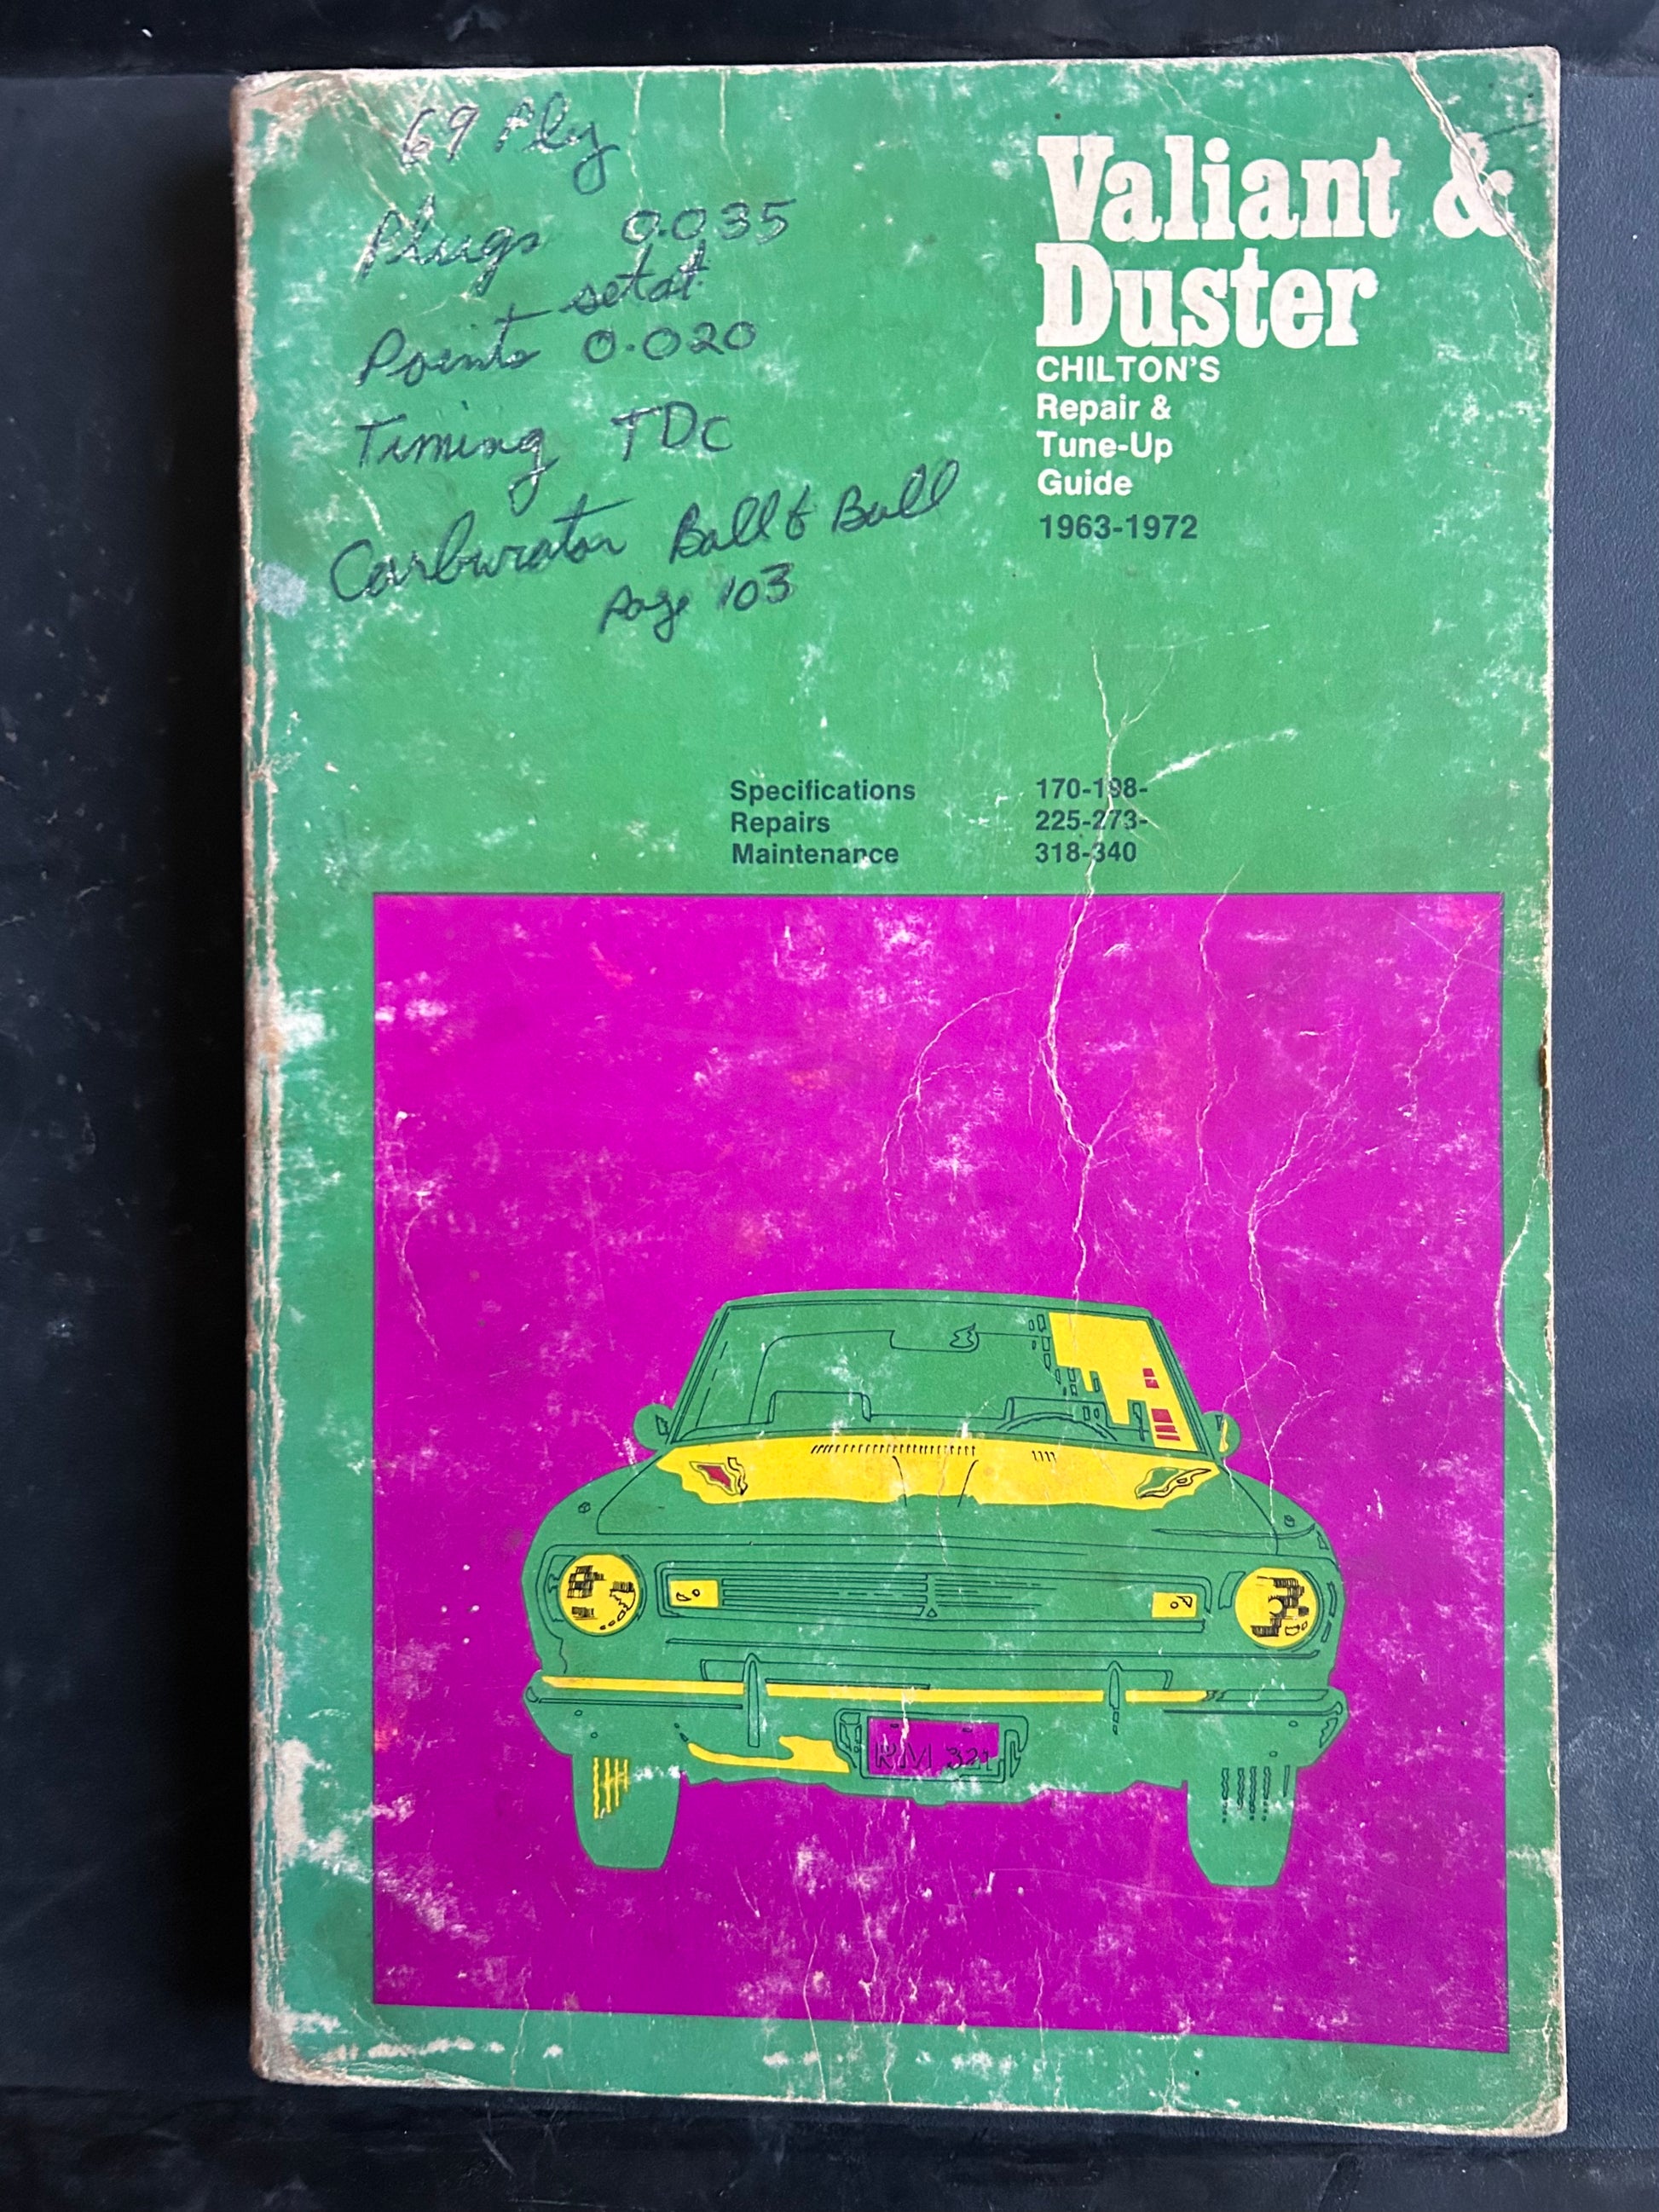 69 Ply
Plugs 0.035
set at
Points 0.020
Timing TDC
Carburator Ball & Ball
Page 103
Valiant &
Duster
CHILTON'S
Repair &
Tune-Up
Guide
1963-1972
Specifications 170-198-
Repairs 225-273-
Maintenance 318-340
RM 321